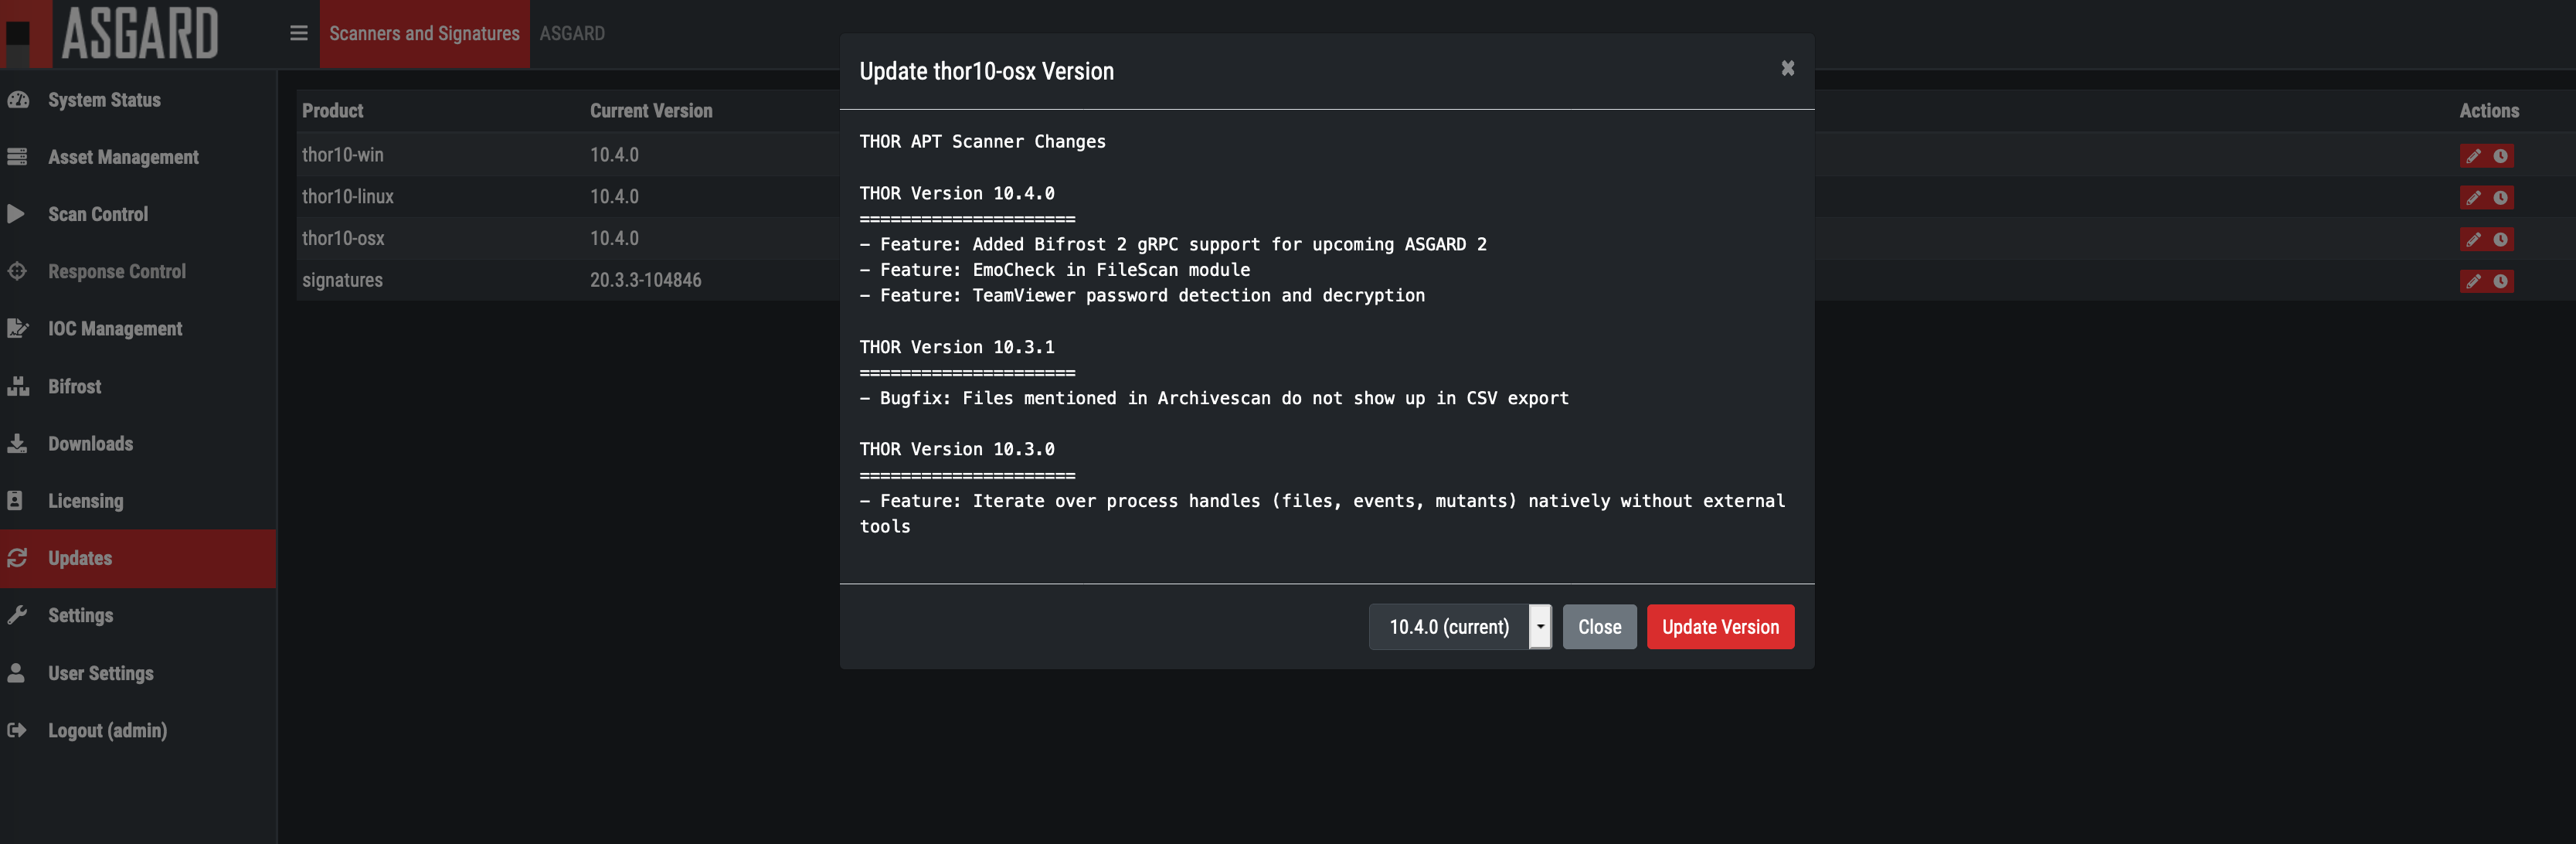 ASGARD
Scanners and Signatures
ASGARD
System Status
Asset Management
Scan Control
Response Control
IOC Management
Bifrost
Downloads
Licensing
Updates
Settings
User Settings
Logout (admin)
Product Current Version Actions
thor10-win 10.4.0
thor10-linux 10.4.0
thor10-osx 10.4.0
signatures 20.3.3-104846
Update thor10-osx Version
THOR APT Scanner Changes
THOR Version 10.4.0
=====================
– Feature: Added Bifrost 2 gRPC support for upcoming ASGARD 2
– Feature: EmoCheck in FileScan module
– Feature: TeamViewer password detection and decryption
THOR Version 10.3.1
=====================
– Bugfix: Files mentioned in Archivescan do not show up in CSV export
THOR Version 10.3.0
=====================
– Feature: Iterate over process handles (files, events, mutants) natively without external
tools
10.4.0 (current)
Close
Update Version